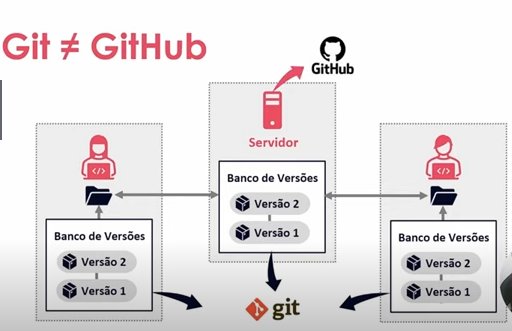 Git ≠ GitHub
GitHub
Servidor
Banco de Versões
Versão 2
Versão 1
Banco de Versões
Versão 2
Versão 1
Banco de Versões
Versão 2
Versão 1
git